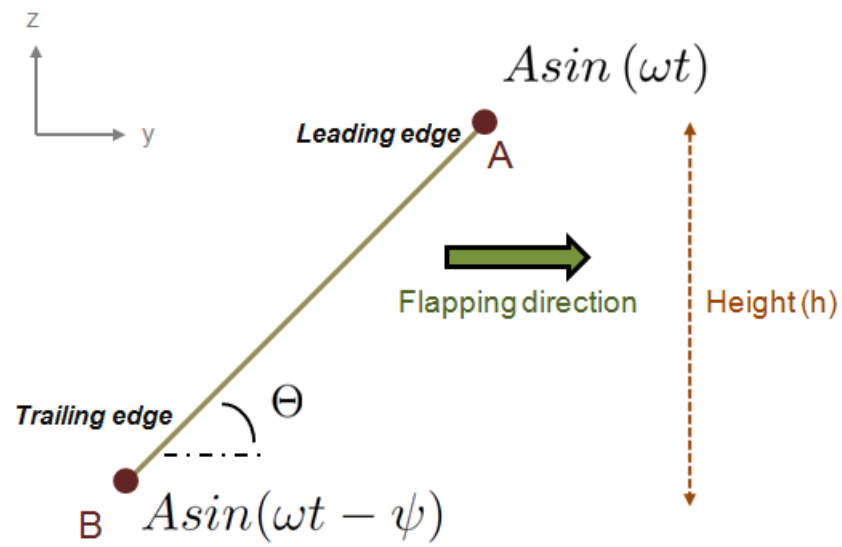 z
y
Asin (ωt)
Leading edge
A
Flapping direction
Height (h)
Trailing edge
Θ
B
Asin(ωt − ψ)